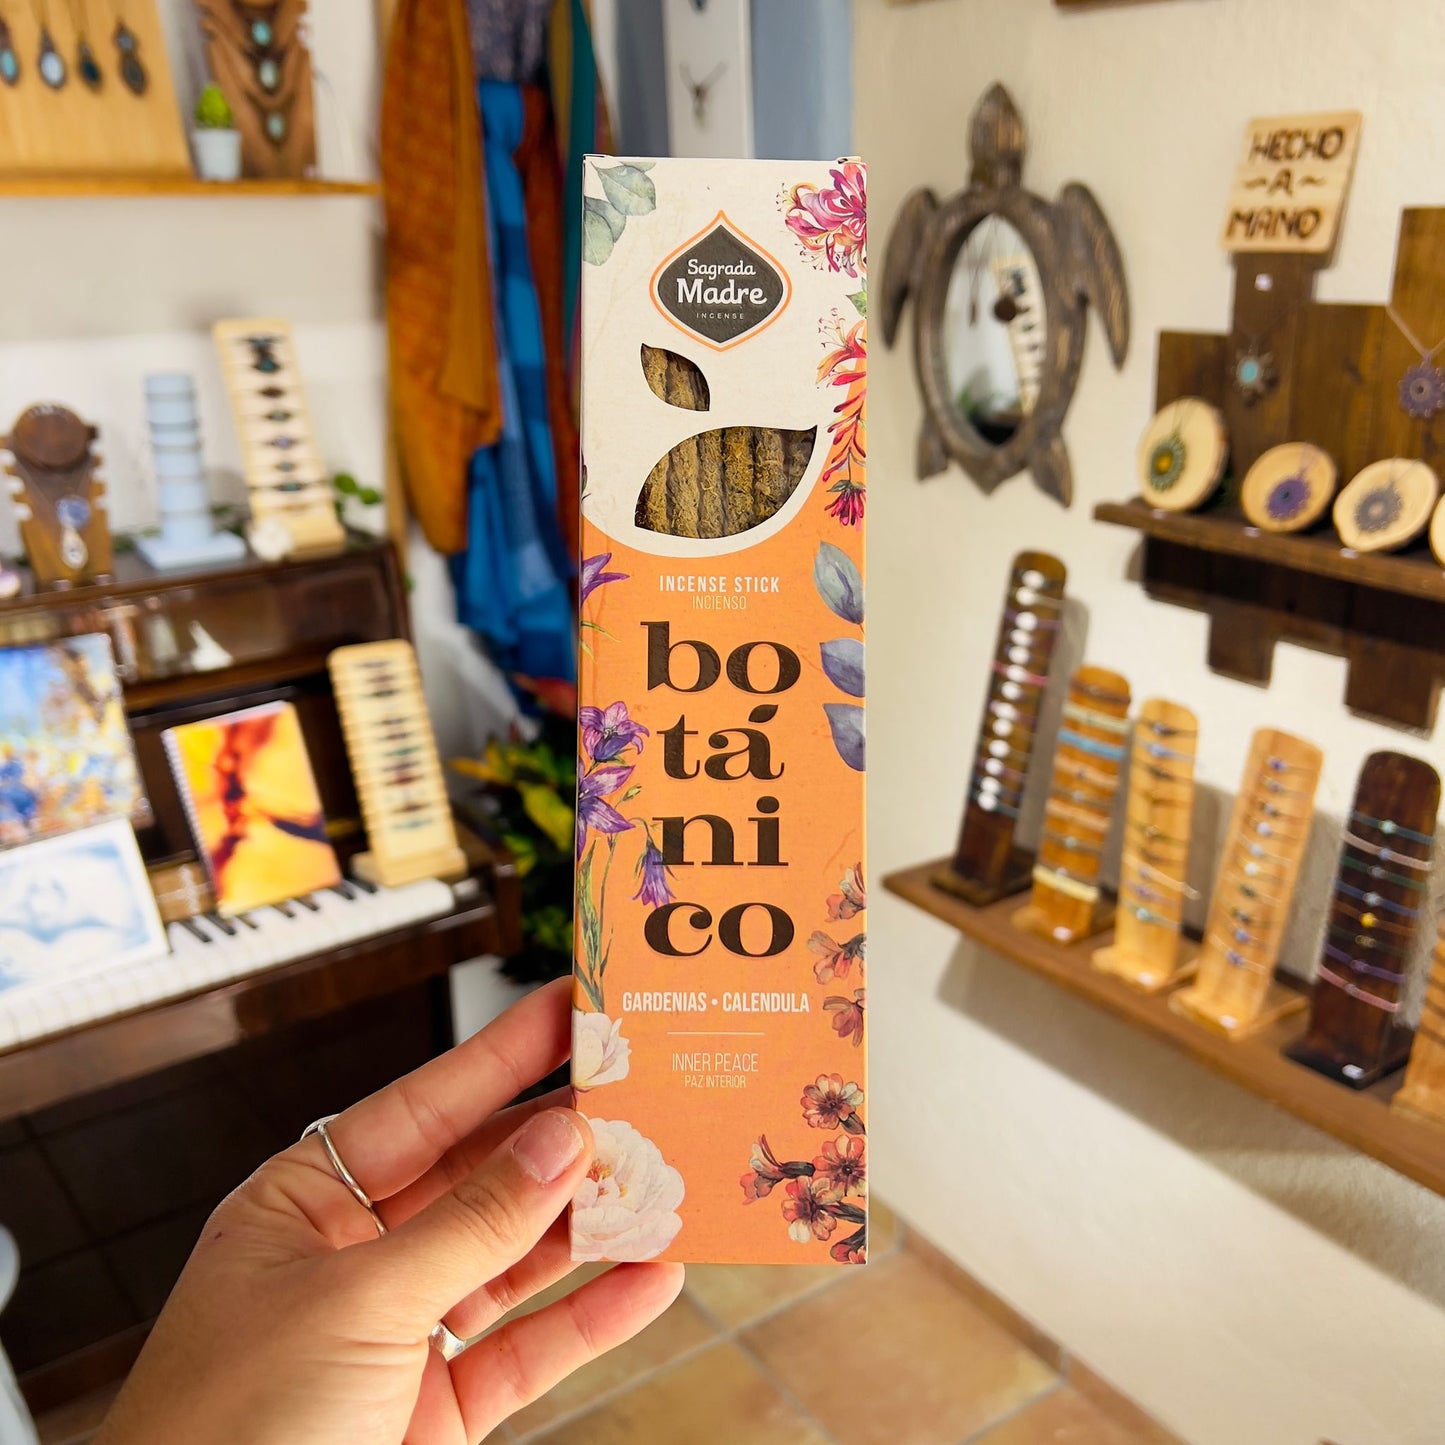 Sagrada
Madre
INCENSE
INCENSE STICK
INCIENSO
bo
tá
ni
co
GARDENIAS • CALENDULA
INNER PEACE
PAZ INTERIOR
HECHO
~A~
MANO